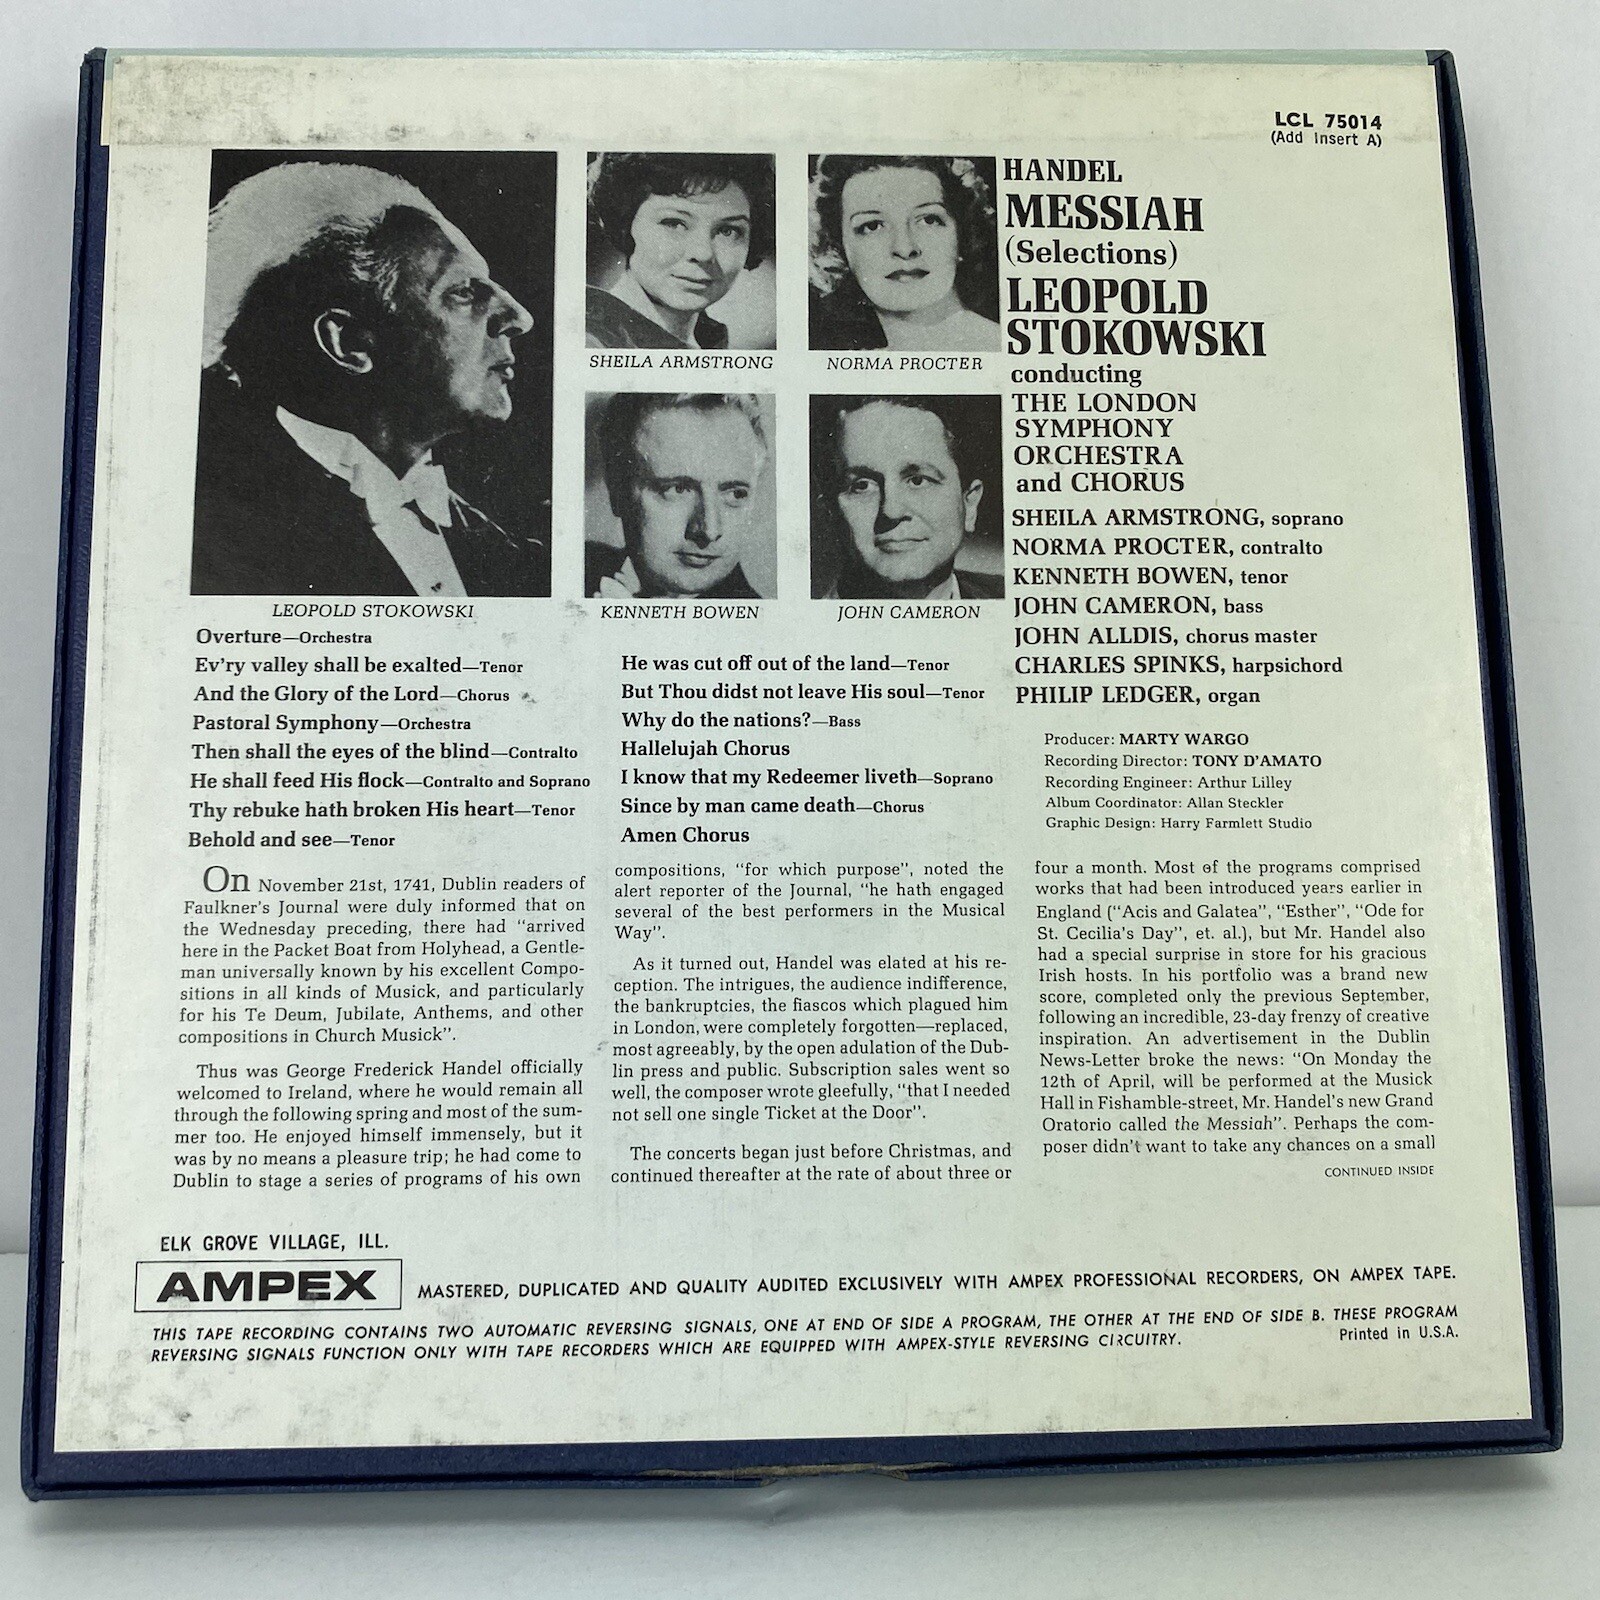 LCL 75014
(Add Insert A)
HANDEL
MESSIAH
(Selections)
LEOPOLD
STOKOWSKI
conducting
THE LONDON
SYMPHONY
ORCHESTRA
and CHORUS
SHEILA ARMSTRONG, soprano
NORMA PROCTER, contralto
KENNETH BOWEN, tenor
JOHN CAMERON, bass
JOHN ALLDIS, chorus master
CHARLES SPINKS, harpsichord
PHILIP LEDGER, organ
Producer: MARTY WARGO
Recording Director: TONY D'AMATO
Recording Engineer: Arthur Lilley
Album Coordinator: Allan Steckler
Graphic Design: Harry Farmlett Studio
SHEILA ARMSTRONG
NORMA PROCTER
LEOPOLD STOKOWSKI
KENNETH BOWEN
JOHN CAMERON
Overture—Orchestra
Ev'ry valley shall be exalted—Tenor
And the Glory of the Lord—Chorus
Pastoral Symphony—Orchestra
Then shall the eyes of the blind—Contralto
He shall feed His flock—Contralto and Soprano
Thy rebuke hath broken His heart—Tenor
Behold and see—Tenor
He was cut off out of the land—Tenor
But Thou didst not leave His soul—Tenor
Why do the nations?—Bass
Hallelujah Chorus
I know that my Redeemer liveth—Soprano
Since by man came death—Chorus
Amen Chorus
On November 21st, 1741, Dublin readers of
Faulkner's Journal were duly informed that on
the Wednesday preceding, there had "arrived
here in the Packet Boat from Holyhead, a Gentle-
man universally known by his excellent Compo-
sitions in all kinds of Musick, and particularly
for his Te Deum, Jubilate, Anthems, and other
compositions in Church Musick".
Thus was George Frederick Handel officially
welcomed to Ireland, where he would remain all
through the following spring and most of the sum-
mer too. He enjoyed himself immensely, but it
was by no means a pleasure trip; he had come to
Dublin to stage a series of programs of his own
compositions, "for which purpose", noted the
alert reporter of the Journal, "he hath engaged
several of the best performers in the Musical
Way".
As it turned out, Handel was elated at his re-
ception. The intrigues, the audience indifference,
the bankruptcies, the fiascos which plagued him
in London, were completely forgotten—replaced,
most agreeably, by the open adulation of the Dub-
lin press and public. Subscription sales went so
well, the composer wrote gleefully, "that I needed
not sell one single Ticket at the Door".
The concerts began just before Christmas, and
continued thereafter at the rate of about three or
four a month. Most of the programs comprised
works that had been introduced years earlier in
England ("Acis and Galatea", "Esther", "Ode for
St. Cecilia's Day", et. al.), but Mr. Handel also
had a special surprise in store for his gracious
Irish hosts. In his portfolio was a brand new
score, completed only the previous September,
following an incredible, 23-day frenzy of creative
inspiration. An advertisement in the Dublin
News-Letter broke the news: "On Monday the
12th of April, will be performed at the Musick
Hall in Fishamble-street, Mr. Handel's new Grand
Oratorio called the Messiah". Perhaps the com-
poser didn't want to take any chances on a small
CONTINUED INSIDE
ELK GROVE VILLAGE, ILL.
AMPEX
MASTERED, DUPLICATED AND QUALITY AUDITED EXCLUSIVELY WITH AMPEX PROFESSIONAL RECORDERS, ON AMPEX TAPE.
THIS TAPE RECORDING CONTAINS TWO AUTOMATIC REVERSING SIGNALS, ONE AT END OF SIDE A PROGRAM, THE OTHER AT THE END OF SIDE B. THESE PROGRAM
REVERSING SIGNALS FUNCTION ONLY WITH TAPE RECORDERS WHICH ARE EQUIPPED WITH AMPEX-STYLE REVERSING CIRCUITRY.
Printed in U.S.A.